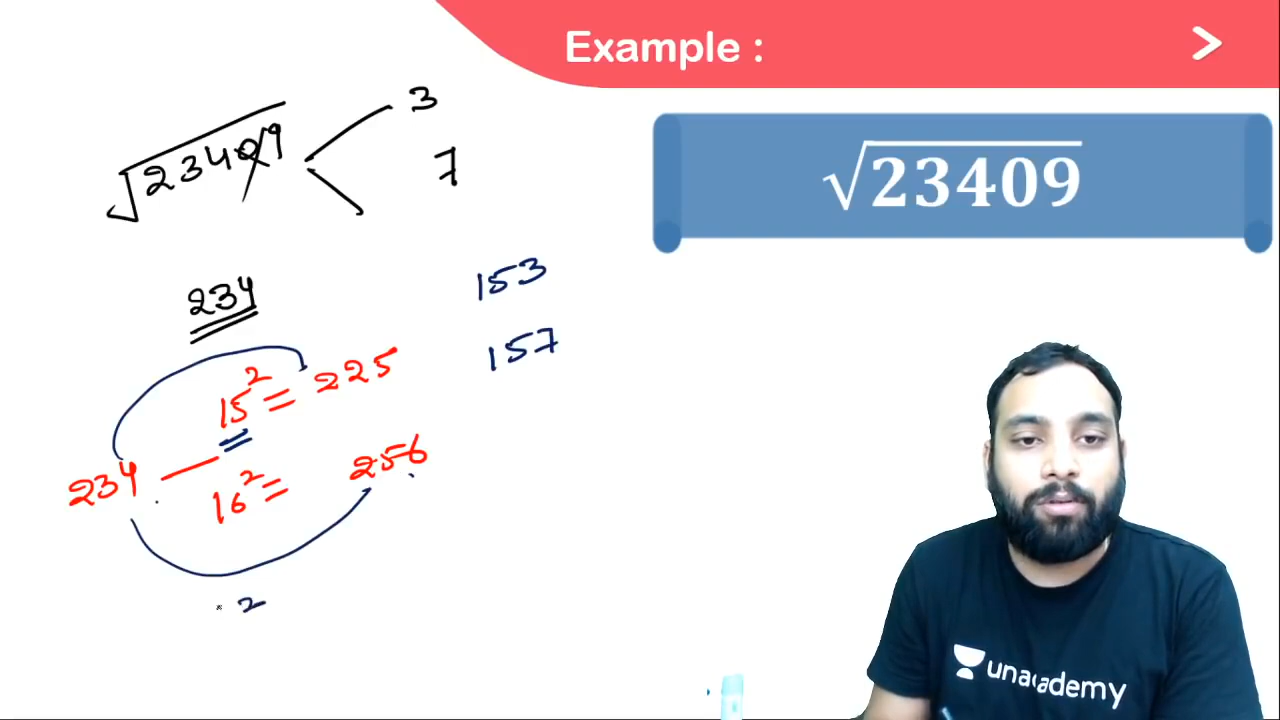 Example :
√23409
√23409
3
7
234
153
157
15² = 225
234
16² = 256
2
unacademy